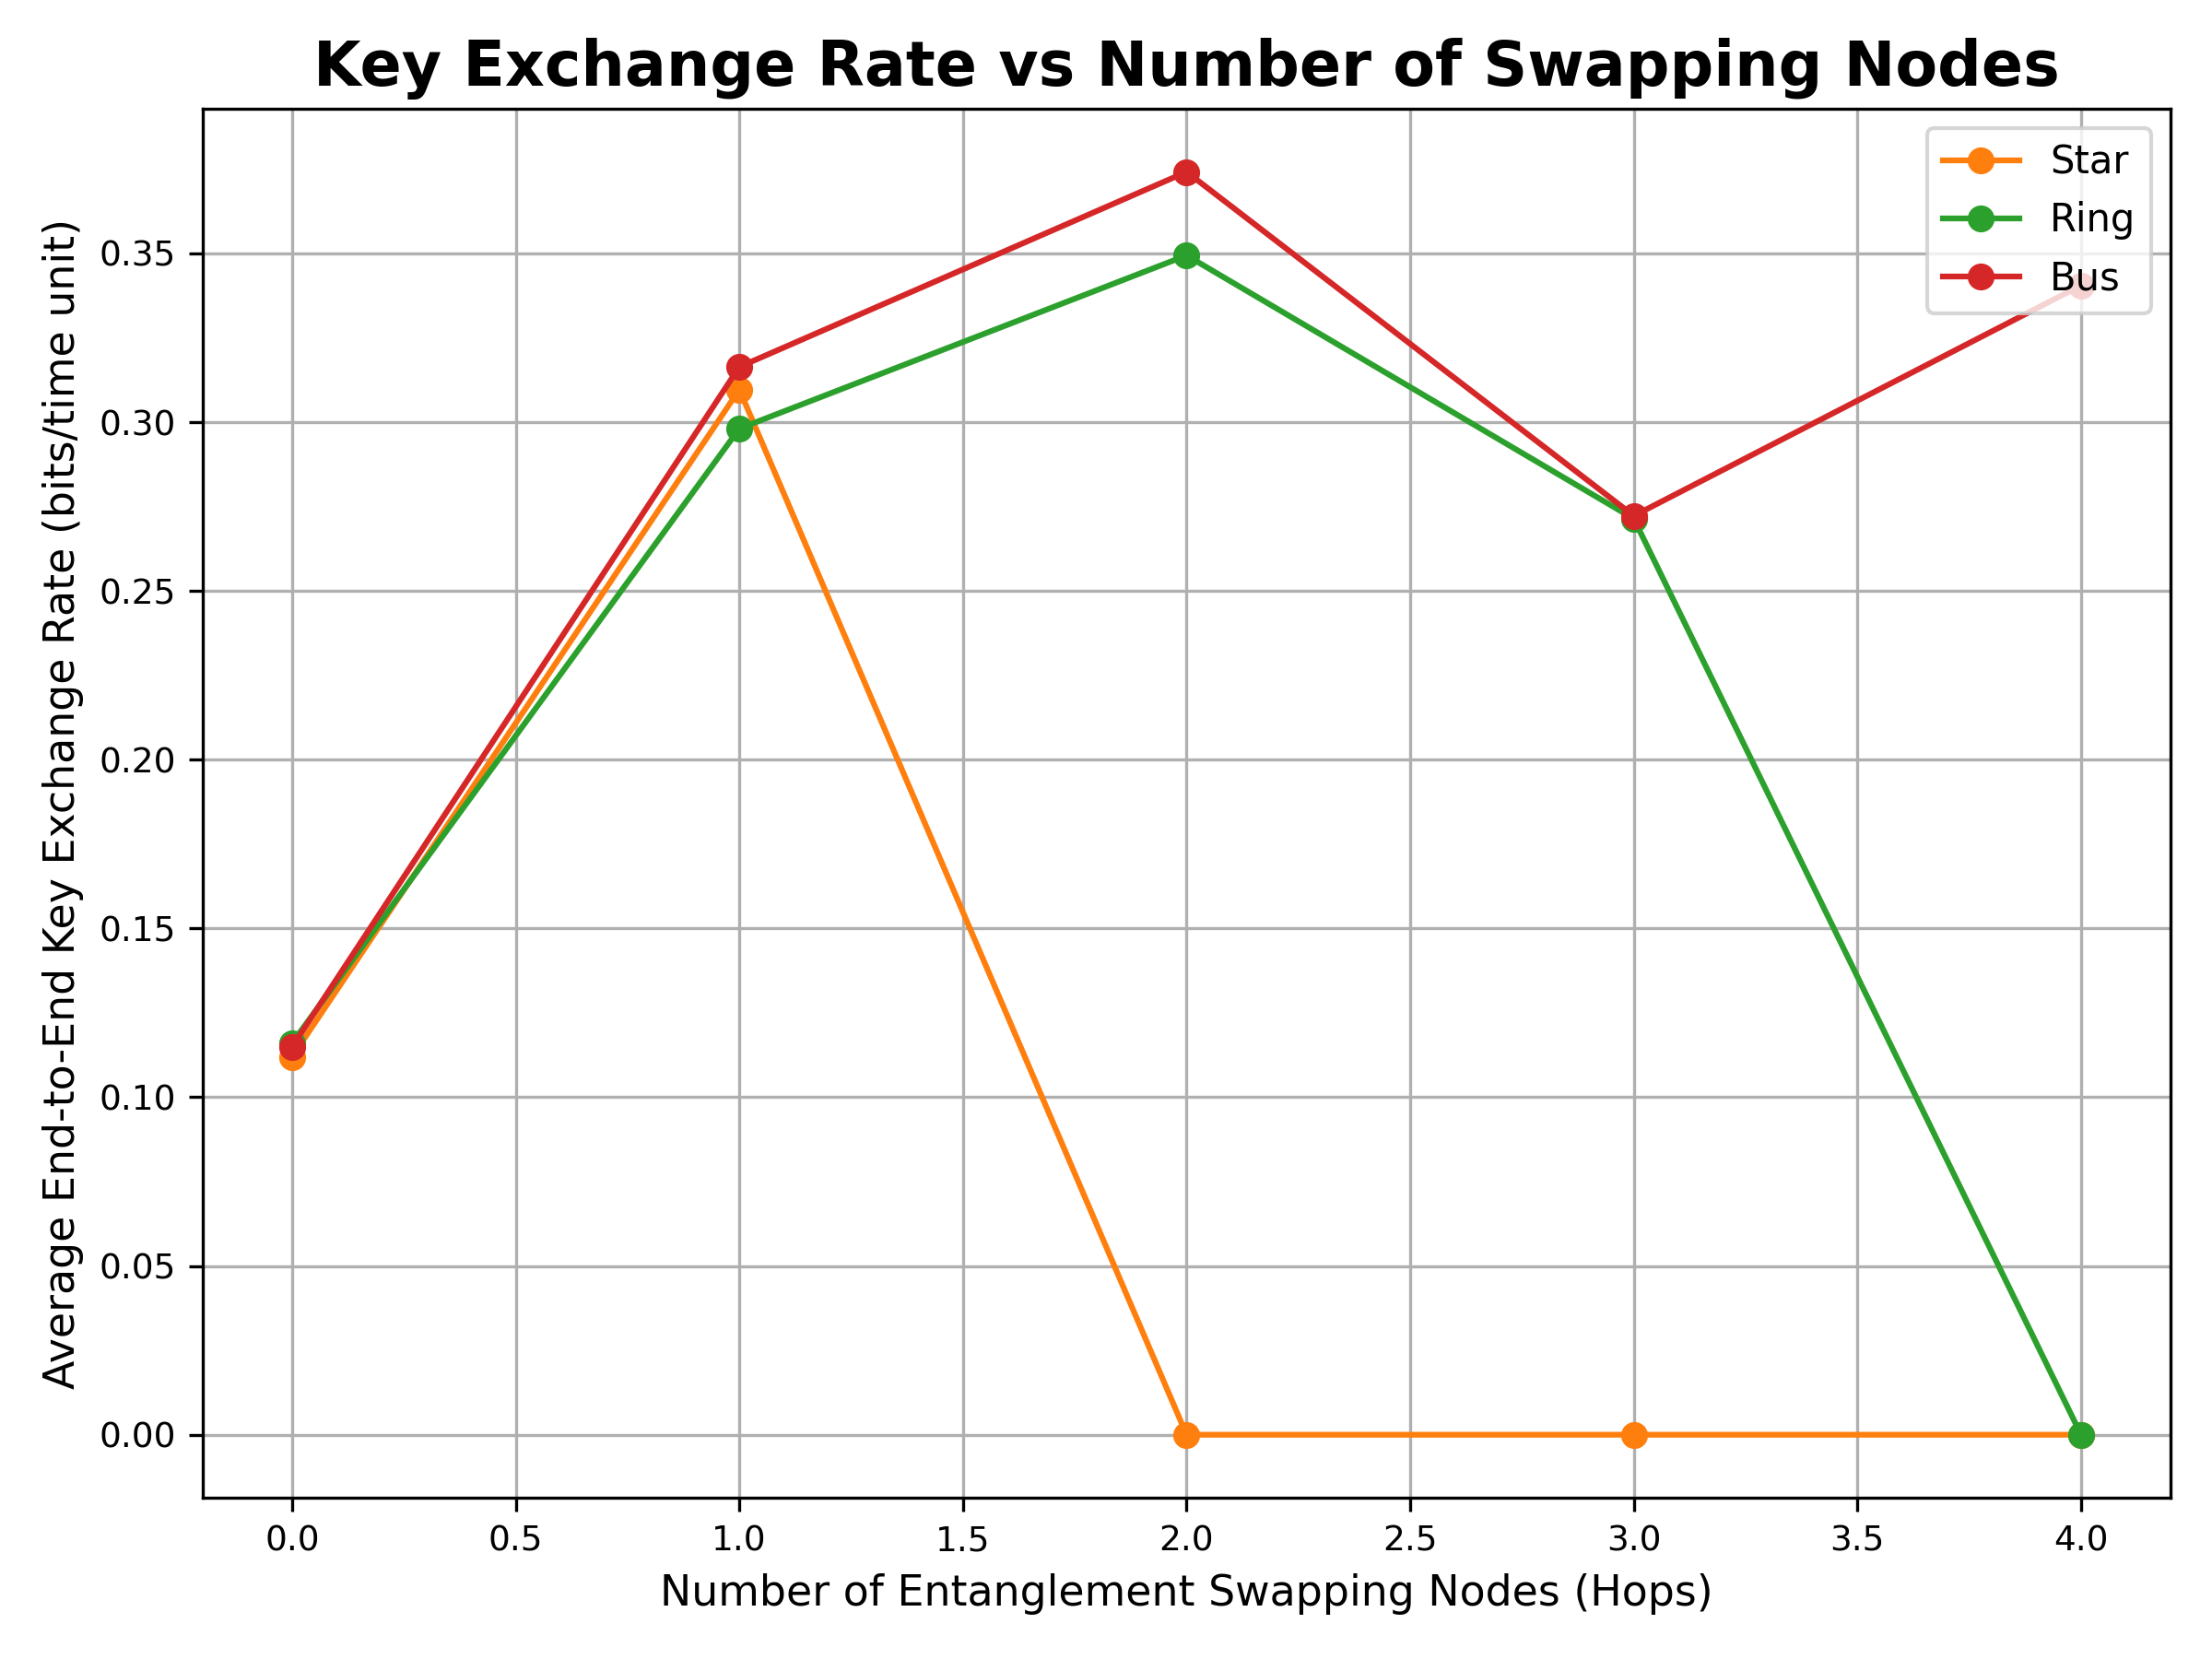 Key Exchange Rate vs Number of Swapping Nodes
Star
Ring
Bus
Average End-to-End Key Exchange Rate (bits/time unit)
0.35
0.30
0.25
0.20
0.15
0.10
0.05
0.00
0.0 0.5 1.0 1.5 2.0 2.5 3.0 3.5 4.0
Number of Entanglement Swapping Nodes (Hops)